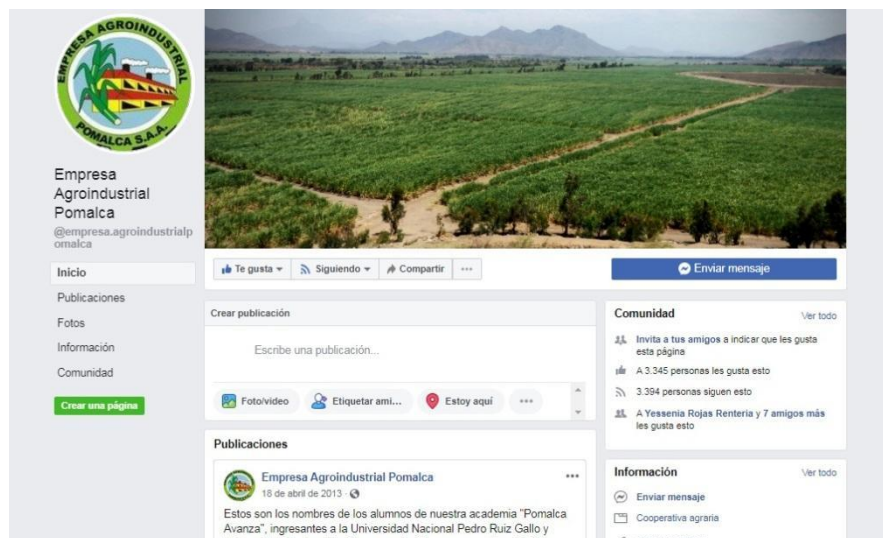 EMPRESA AGROINDUSTRIAL
POMALCA S.A.A.
Empresa
Agroindustrial
Pomalca
@empresa.agroindustrialp
omalca
Inicio
Publicaciones
Fotos
Información
Comunidad
Crear una página
Te gusta
Siguiendo
Compartir
Enviar mensaje
Crear publicación
Escribe una publicación...
Foto/video
Etiquetar ami...
Estoy aquí
Publicaciones
Empresa Agroindustrial Pomalca
18 de abril de 2013
Estos son los nombres de los alumnos de nuestra academia "Pomalca
Avanza", ingresantes a la Universidad Nacional Pedro Ruiz Gallo y
Comunidad Ver todo
Invita a tus amigos a indicar que les gusta
esta página
A 3.345 personas les gusta esto
3.394 personas siguen esto
A Yessenia Rojas Renteria y 7 amigos más
les gusta esto
Información Ver todo
Enviar mensaje
Cooperativa agraria